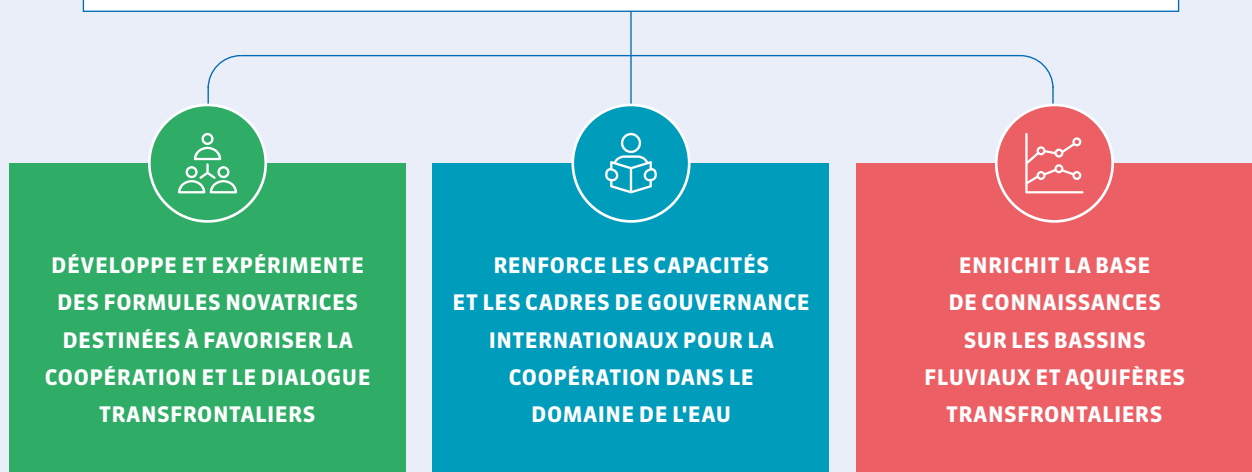 DÉVELOPPE ET EXPÉRIMENTE
DES FORMULES NOVATRICES
DESTINÉES À FAVORISER LA
COOPÉRATION ET LE DIALOGUE
TRANSFRONTALIERS
RENFORCE LES CAPACITÉS
ET LES CADRES DE GOUVERNANCE
INTERNATIONAUX POUR LA
COOPÉRATION DANS LE
DOMAINE DE L'EAU
ENRICHIT LA BASE
DE CONNAISSANCES
SUR LES BASSINS
FLUVIAUX ET AQUIFÈRES
TRANSFRONTALIERS